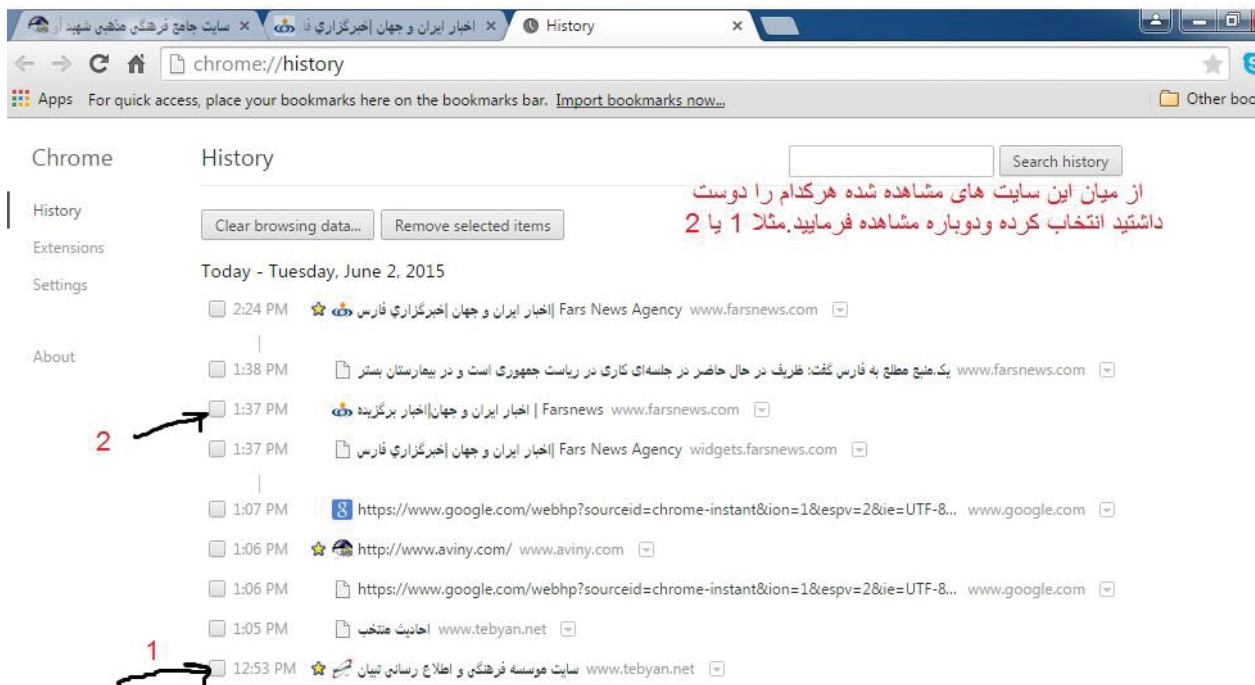 سایت جامع فرهنگی مذهبی شهید آو
اخبار ایران و جهان |خبرگزاري فا
History
chrome://history
Apps For quick access, place your bookmarks here on the bookmarks bar. Import bookmarks now...
Other boo
Chrome
History
Search history
از میان این سایت های مشاهده شده هرکدام را دوست
داشتید انتخاب کرده ودوباره مشاهده فرمایید.مثلا 1 یا 2
History
Extensions
Settings
About
Clear browsing data... Remove selected items
Today - Tuesday, June 2, 2015
2:24 PM اخبار ایران و جهان |خبرگزاري فارس| Fars News Agency www.farsnews.com
1:38 PM یک‌منبع مطلع به فارس گفت: ظریف در حال حاضر در جلسه‌ای کاری در ریاست جمهوری است و در بیمارستان بستر www.farsnews.com
2
1:37 PM اخبار ایران و جهان|اخبار برگزیده | Farsnews www.farsnews.com
1:37 PM اخبار ایران و جهان |خبرگزاري فارس| Fars News Agency widgets.farsnews.com
1:07 PM https://www.google.com/webhp?sourceid=chrome-instant&ion=1&espv=2&ie=UTF-8... www.google.com
1:06 PM http://www.aviny.com/ www.aviny.com
1:06 PM https://www.google.com/webhp?sourceid=chrome-instant&ion=1&espv=2&ie=UTF-8... www.google.com
1:05 PM احادیث منتخب www.tebyan.net
1
12:53 PM سایت موسسه فرهنگی و اطلاع رسانی تبیان www.tebyan.net